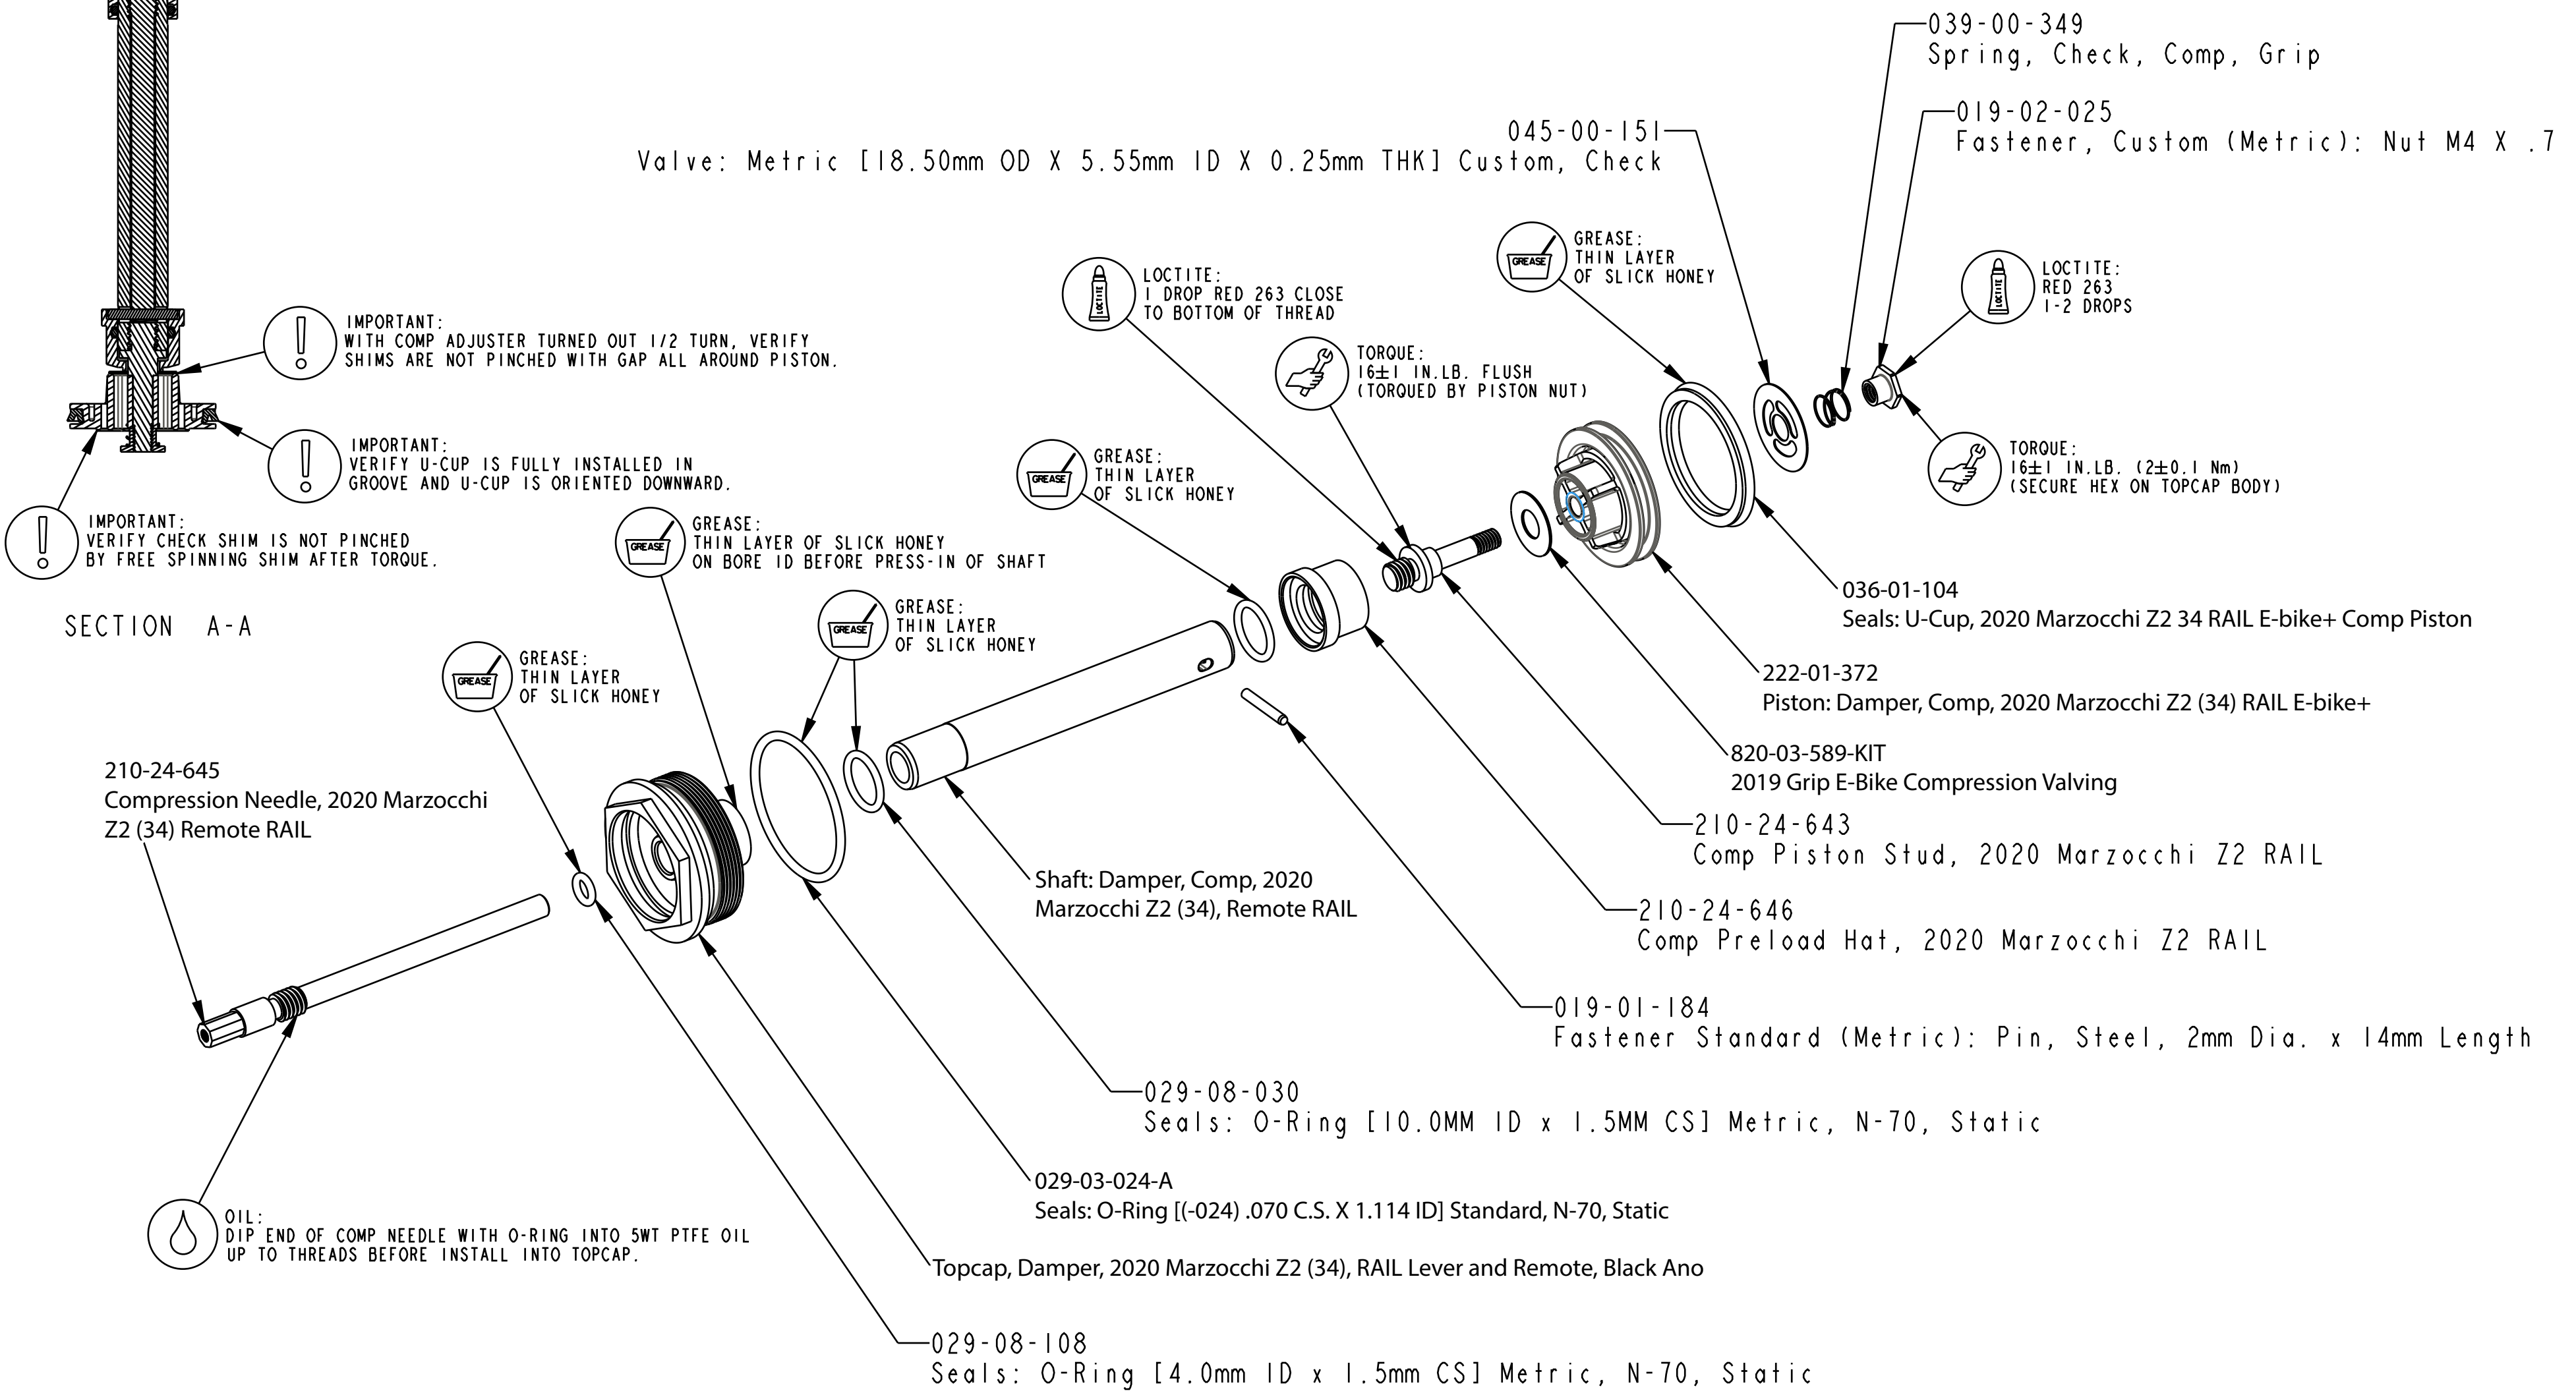 039-00-349
Spring, Check, Comp, Grip
019-02-025
Fastener, Custom (Metric): Nut M4 X .7
045-00-151
Valve: Metric [18.50mm OD X 5.55mm ID X 0.25mm THK] Custom, Check
GREASE
GREASE:
THIN LAYER
OF SLICK HONEY
LOCTITE
LOCTITE:
1 DROP RED 263 CLOSE
TO BOTTOM OF THREAD
LOCTITE
LOCTITE:
RED 263
1-2 DROPS
IMPORTANT:
WITH COMP ADJUSTER TURNED OUT 1/2 TURN, VERIFY
SHIMS ARE NOT PINCHED WITH GAP ALL AROUND PISTON.
TORQUE:
16±1 IN.LB. FLUSH
(TORQUED BY PISTON NUT)
IMPORTANT:
VERIFY U-CUP IS FULLY INSTALLED IN
GROOVE AND U-CUP IS ORIENTED DOWNWARD.
GREASE
GREASE:
THIN LAYER
OF SLICK HONEY
TORQUE:
16±1 IN.LB. (2±0.1 Nm)
(SECURE HEX ON TOPCAP BODY)
IMPORTANT:
VERIFY CHECK SHIM IS NOT PINCHED
BY FREE SPINNING SHIM AFTER TORQUE.
GREASE
GREASE:
THIN LAYER OF SLICK HONEY
ON BORE ID BEFORE PRESS-IN OF SHAFT
SECTION A-A
GREASE
GREASE:
THIN LAYER
OF SLICK HONEY
GREASE
GREASE:
THIN LAYER
OF SLICK HONEY
036-01-104
Seals: U-Cup, 2020 Marzocchi Z2 34 RAIL E-bike+ Comp Piston
222-01-372
Piston: Damper, Comp, 2020 Marzocchi Z2 (34) RAIL E-bike+
820-03-589-KIT
2019 Grip E-Bike Compression Valving
210-24-645
Compression Needle, 2020 Marzocchi
Z2 (34) Remote RAIL
210-24-643
Comp Piston Stud, 2020 Marzocchi Z2 RAIL
Shaft: Damper, Comp, 2020
Marzocchi Z2 (34), Remote RAIL
210-24-646
Comp Preload Hat, 2020 Marzocchi Z2 RAIL
019-01-184
Fastener Standard (Metric): Pin, Steel, 2mm Dia. x 14mm Length
029-08-030
Seals: O-Ring [10.0MM ID x 1.5MM CS] Metric, N-70, Static
029-03-024-A
Seals: O-Ring [(-024) .070 C.S. X 1.114 ID] Standard, N-70, Static
OIL:
DIP END OF COMP NEEDLE WITH O-RING INTO 5WT PTFE OIL
UP TO THREADS BEFORE INSTALL INTO TOPCAP.
Topcap, Damper, 2020 Marzocchi Z2 (34), RAIL Lever and Remote, Black Ano
029-08-108
Seals: O-Ring [4.0mm ID x 1.5mm CS] Metric, N-70, Static